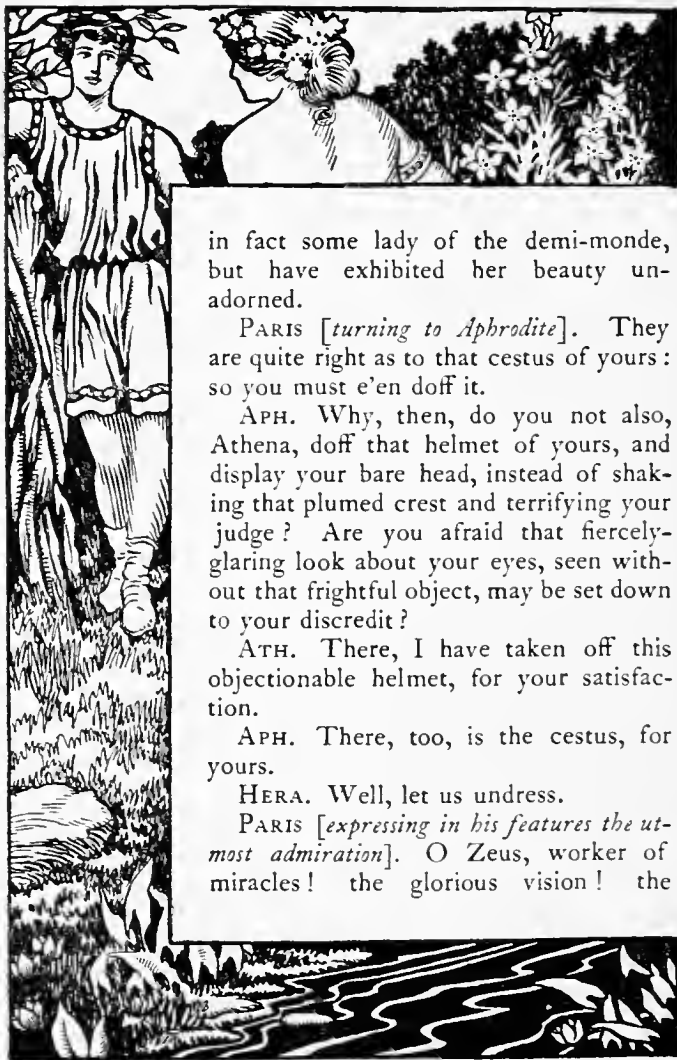 in fact some lady of the demi-monde,
but have exhibited her beauty un-
adorned.
PARIS [turning to Aphrodite]. They
are quite right as to that cestus of yours :
so you must e'en doff it.
APH. Why, then, do you not also,
Athena, doff that helmet of yours, and
display your bare head, instead of shak-
ing that plumed crest and terrifying your
judge ? Are you afraid that fiercely-
glaring look about your eyes, seen with-
out that frightful object, may be set down
to your discredit ?
ATH. There, I have taken off this
objectionable helmet, for your satisfac-
tion.
APH. There, too, is the cestus, for
yours.
HERA. Well, let us undress.
PARIS [expressing in his features the ut-
most admiration]. O Zeus, worker of
miracles ! the glorious vision ! the